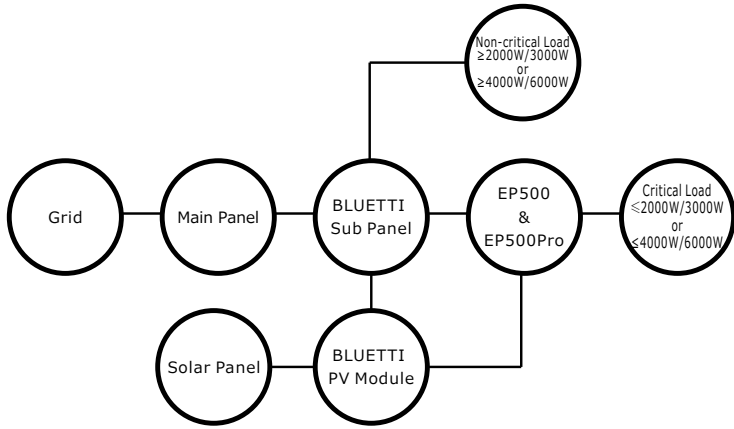 Non-critical Load
≥2000W/3000W
or
≥4000W/6000W
Grid
Main Panel
BLUETTI
Sub Panel
EP500
&
EP500Pro
Critical Load
≤2000W/3000W
or
≤4000W/6000W
Solar Panel
BLUETTI
PV Module